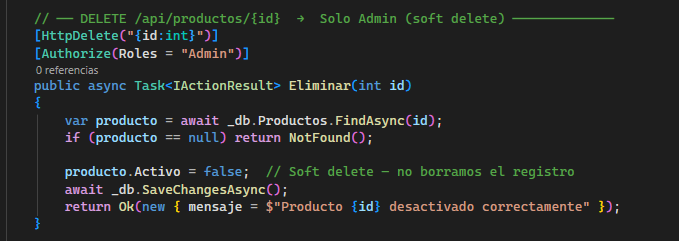 // —— DELETE /api/productos/{id}  →  Solo Admin (soft delete) ——————————————
[HttpDelete("{id:int}")]
[Authorize(Roles = "Admin")]
0 referencias
public async Task<IActionResult> Eliminar(int id)
{
    var producto = await _db.Productos.FindAsync(id);
    if (producto == null) return NotFound();
    producto.Activo = false;  // Soft delete — no borramos el registro
    await _db.SaveChangesAsync();
    return Ok(new { mensaje = $"Producto {id} desactivado correctamente" });
}